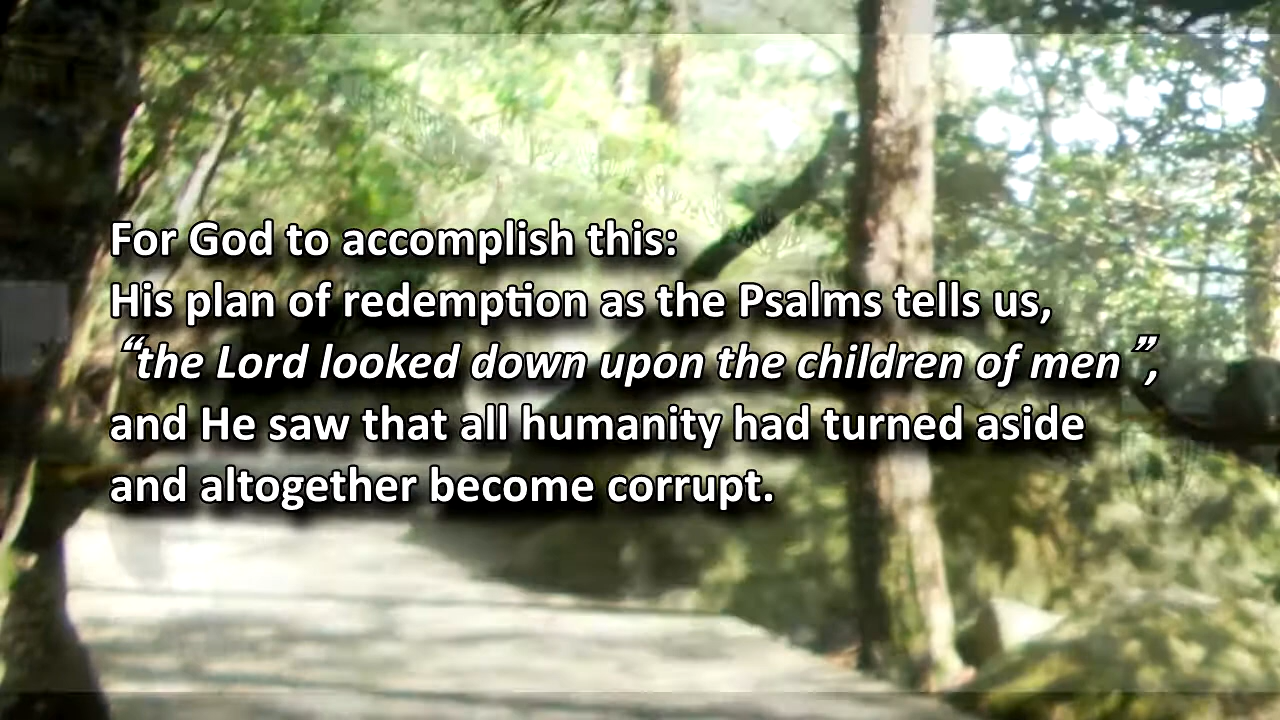 For God to accomplish this:
His plan of redemption as the Psalms tells us,
“the Lord looked down upon the children of men”,
and He saw that all humanity had turned aside
and altogether become corrupt.